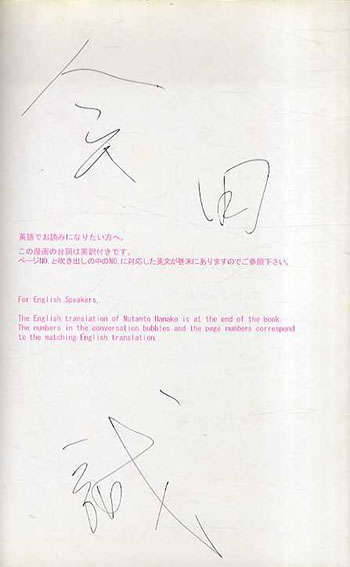 会
田
英語でお読みになりたい方へ。
この漫画の台詞は英訳付きです。
ページNO.と吹き出しの中のNO.に対応した英文が巻末にありますのでご参照下さい。
For English Speakers,
The English translation of Mutanto Hanako is at the end of the book.
The numbers in the conversation bubbles and the page numbers correspond
to the matching English translation.
誠